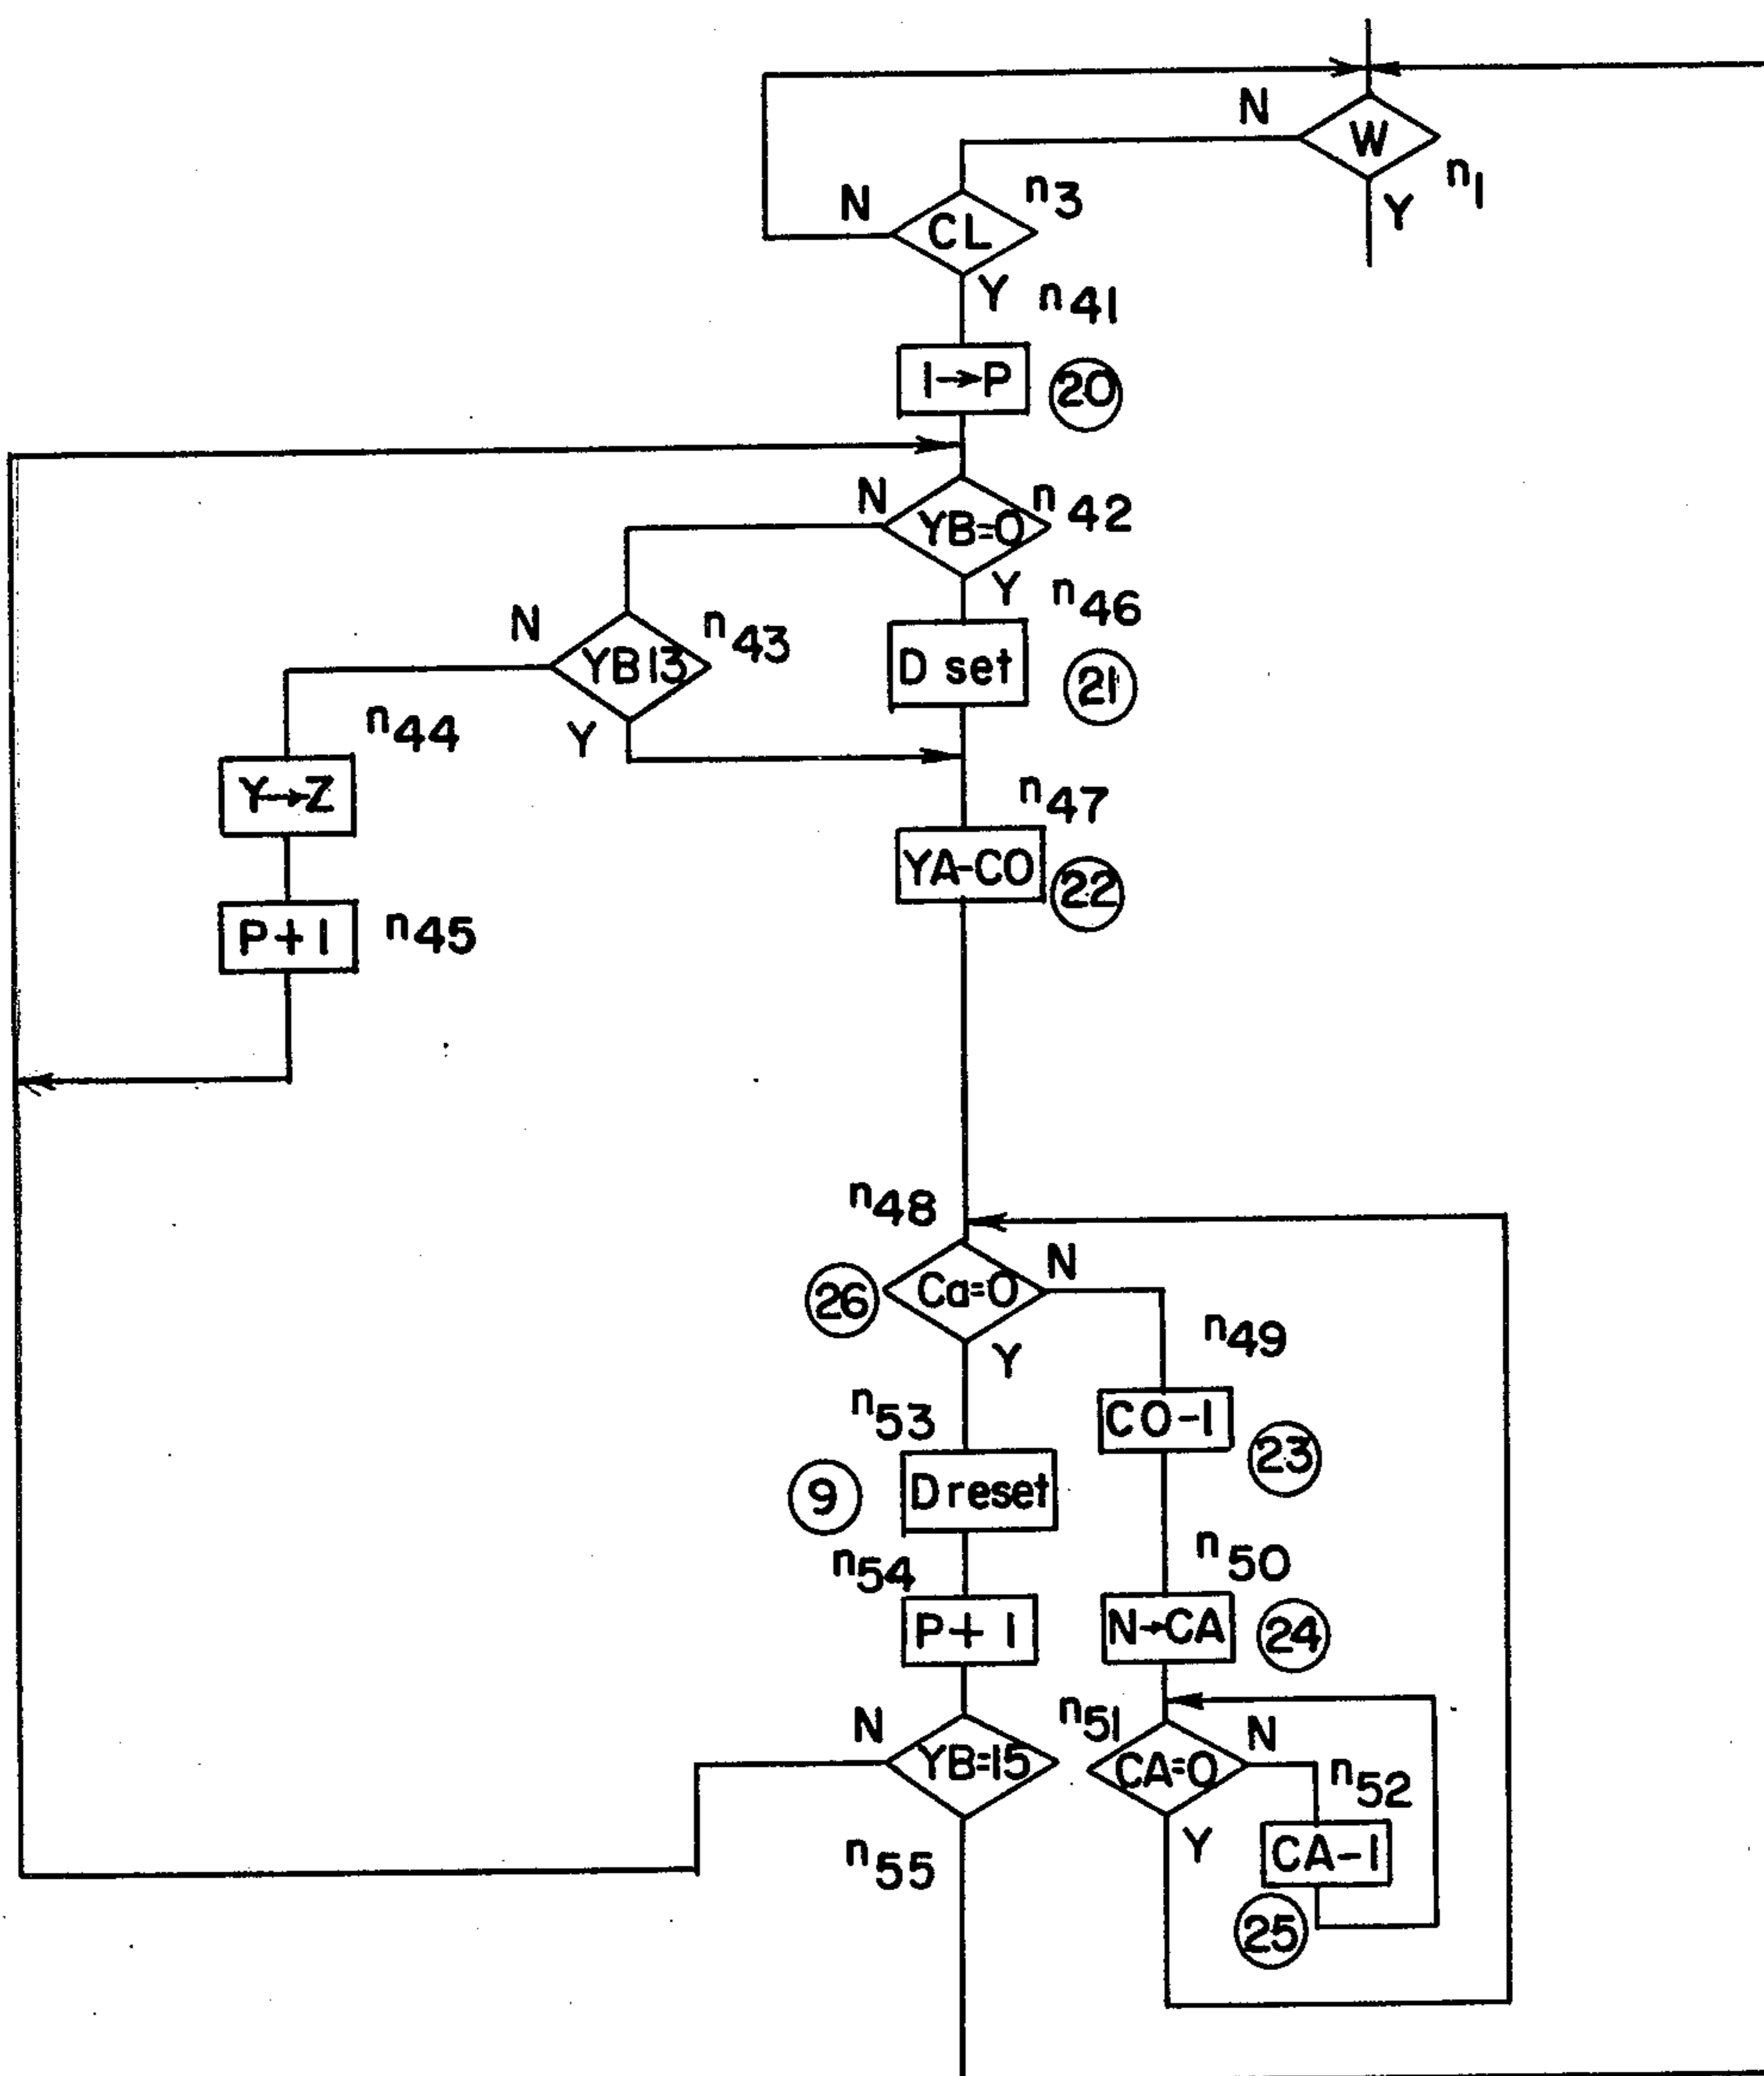 N
W
n1
Y
N
CL
n3
Y
n41
1→P
20
N
YB=0
n42
Y
n46
N
YB13
n43
D set
21
Y
n44
Y→Z
n47
YA-CO
22
P+1
n45
n48
26
Ca=0
N
Y
n49
CO-1
23
n53
9
D reset
n50
N→CA
24
n54
P+1
N
YB=15
n55
n51
CA=0
N
n52
Y
CA-1
25